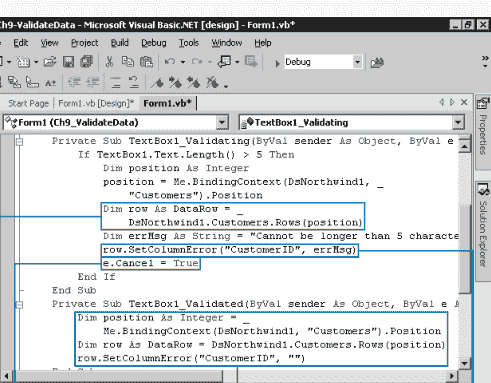 Ch9-ValidateData - Microsoft Visual Basic.NET [design] - Form1.vb*
Edit View Project Build Debug Tools Window Help
Debug
Start Page Form1.vb [Design]* Form1.vb*
Form1 (Ch9_ValidateData) TextBox1_Validating
Private Sub TextBox1_Validating(ByVal sender As Object, ByVal e
If TextBox1.Text.Length() > 5 Then
Dim position As Integer
position = Me.BindingContext(DsNorthwind1, _
"Customers").Position
Dim row As DataRow = _
DsNorthwind1.Customers.Rows(position)
Dim errMsg As String = "Cannot be longer than 5 characte
row.SetColumnError("CustomerID", errMsg)
e.Cancel = True
End If
End Sub
Private Sub TextBox1_Validated(ByVal sender As Object, ByVal e A
Dim position As Integer = _
Me.BindingContext(DsNorthwind1, "Customers").Position
Dim row As DataRow = DsNorthwind1.Customers.Rows(position)
row.SetColumnError("CustomerID", "")
Properties
Solution Explorer